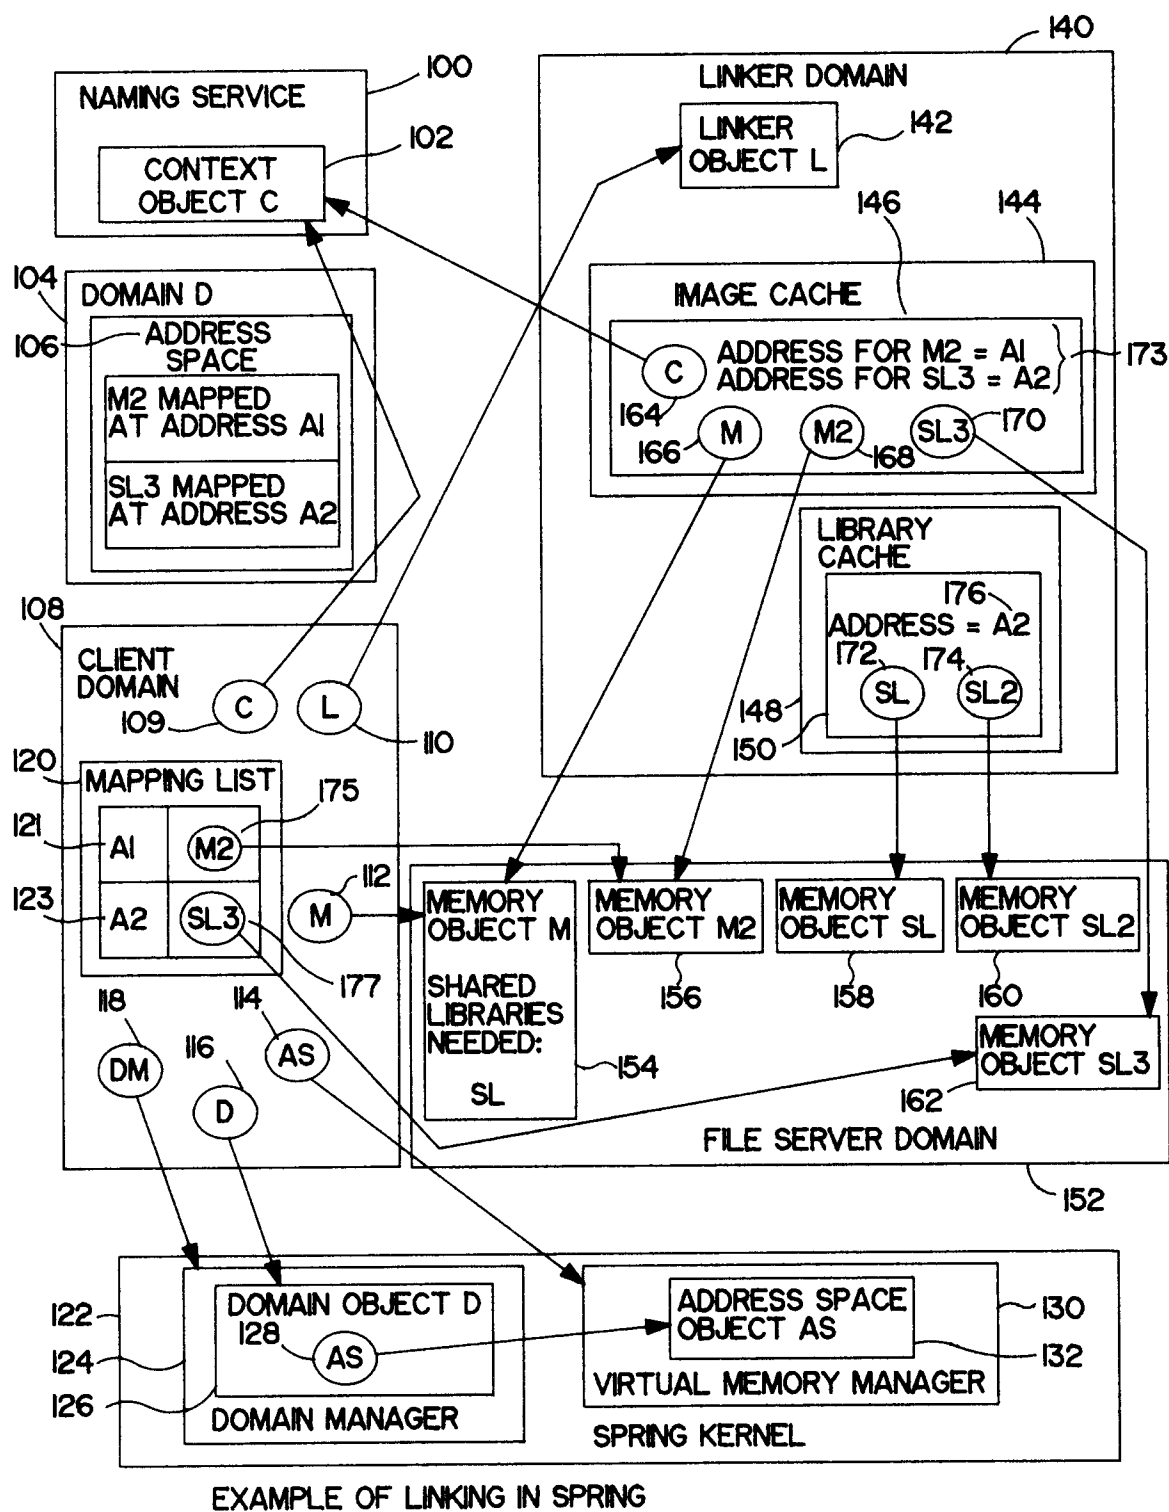 140
100
NAMING SERVICE
LINKER DOMAIN
102
CONTEXT
OBJECT C
LINKER
OBJECT L
142
146
144
104
DOMAIN D
106
ADDRESS
SPACE
M2 MAPPED
AT ADDRESS A1
SL3 MAPPED
AT ADDRESS A2
IMAGE CACHE
C
ADDRESS FOR M2 = A1
ADDRESS FOR SL3 = A2
173
164
M
M2
SL3
170
166
168
LIBRARY
CACHE
176
ADDRESS = A2
172
174
SL
SL2
148
150
108
CLIENT
DOMAIN
C
L
109
110
120
MAPPING LIST
175
121
A1
M2
123
A2
SL3
112
M
177
MEMORY
OBJECT M
SHARED
LIBRARIES
NEEDED:
SL
154
MEMORY
OBJECT M2
156
MEMORY
OBJECT SL
158
MEMORY
OBJECT SL2
160
MEMORY
OBJECT SL3
162
FILE SERVER DOMAIN
152
118
114
116
AS
DM
D
122
124
126
DOMAIN OBJECT D
128
AS
DOMAIN MANAGER
ADDRESS SPACE
OBJECT AS
130
132
VIRTUAL MEMORY MANAGER
SPRING KERNEL
EXAMPLE OF LINKING IN SPRING